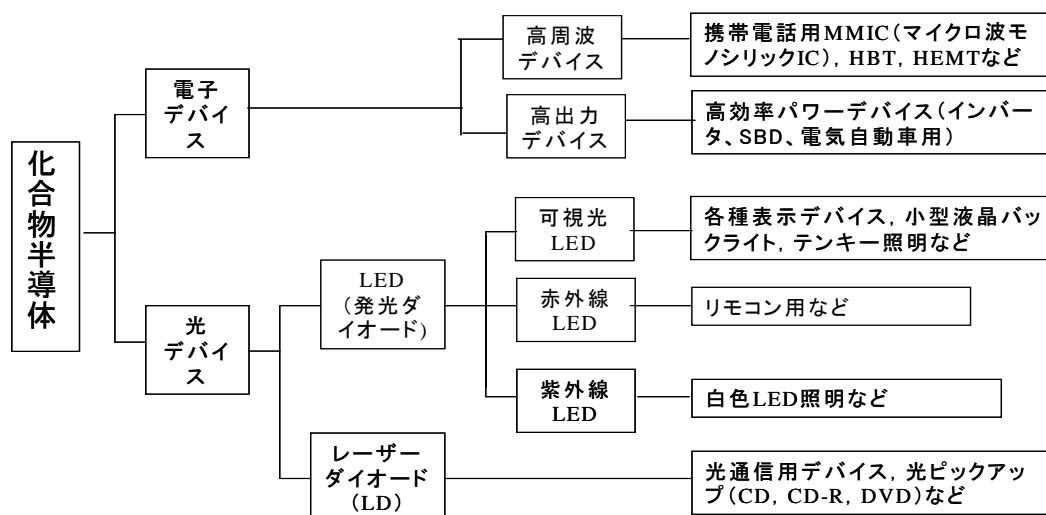 化合物半導体
電子
デバイ
ス
高周波
デバイス
携帯電話用MMIC(マイクロ波モ
ノシリックIC), HBT, HEMTなど
高出力
デバイス
高効率パワーデバイス(インバー
タ、SBD、電気自動車用)
光
デバイ
ス
LED
(発光ダ
イオード)
可視光
LED
各種表示デバイス, 小型液晶バッ
クライト, テンキー照明など
赤外線
LED
リモコン用など
紫外線
LED
白色LED照明など
レーザー
ダイオード
(LD)
光通信用デバイス, 光ピックアッ
プ(CD, CD-R, DVD)など